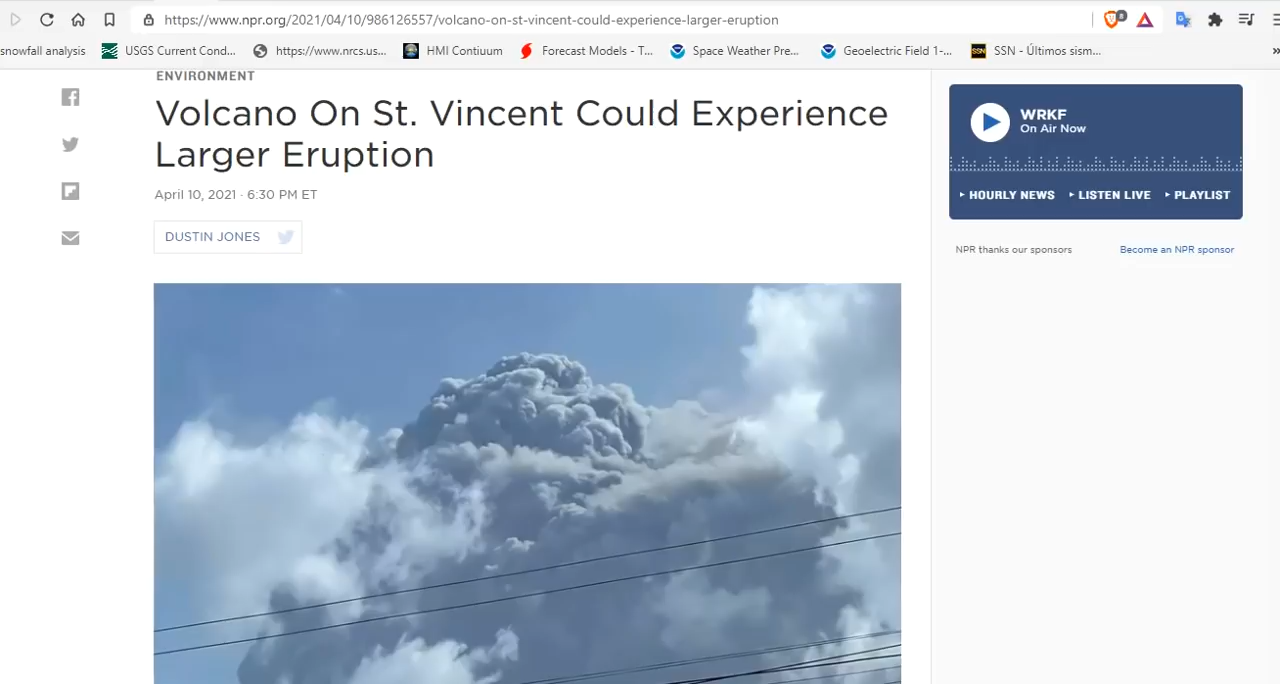 https://www.npr.org/2021/04/10/986126557/volcano-on-st-vincent-could-experience-larger-eruption
snowfall analysis USGS Current Cond... https://www.nrcs.us... HMI Contiuum Forecast Models - T... Space Weather Pre... Geoelectric Field 1-... SSN - Últimos sism... »
ENVIRONMENT
Volcano On St. Vincent Could Experience
Larger Eruption
April 10, 2021 · 6:30 PM ET
DUSTIN JONES
WRKF
On Air Now
HOURLY NEWS LISTEN LIVE PLAYLIST
NPR thanks our sponsors Become an NPR sponsor